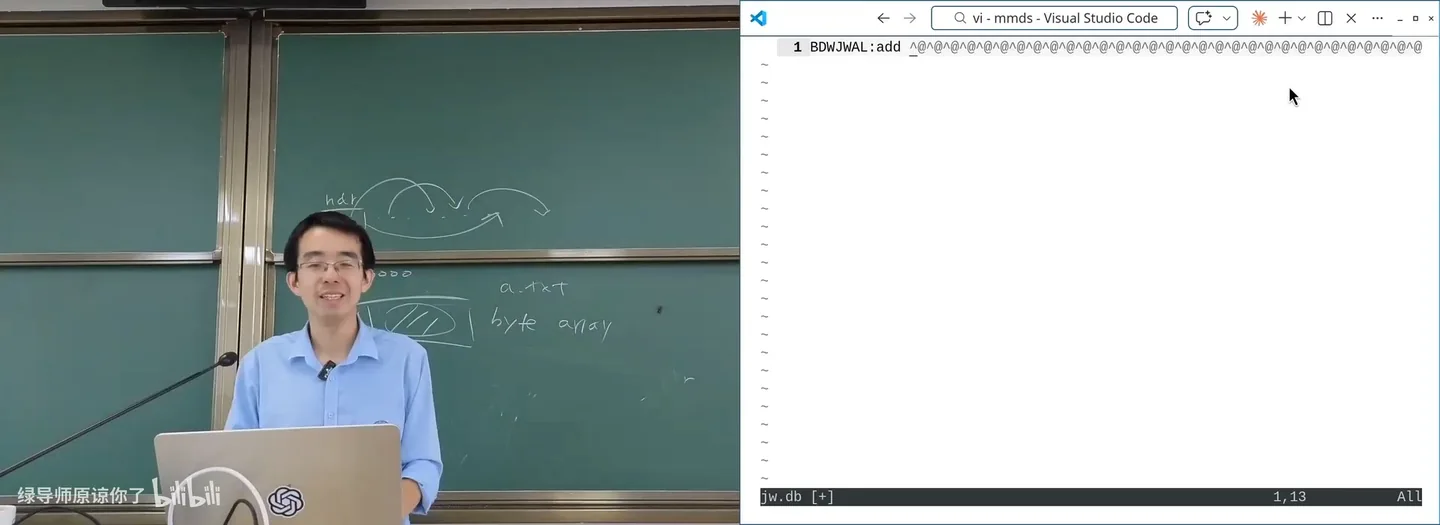 hdr
a.txt
byte array
绿导师原谅你了 bilibili
vi - mmds - Visual Studio Code
1 BDWJWAL:add ^@^@^@^@^@^@^@^@^@^@^@^@^@^@^@^@^@^@^@^@^@^@^@^@^@^@^@^@^@^@^@
jw.db [+] 1,13 All